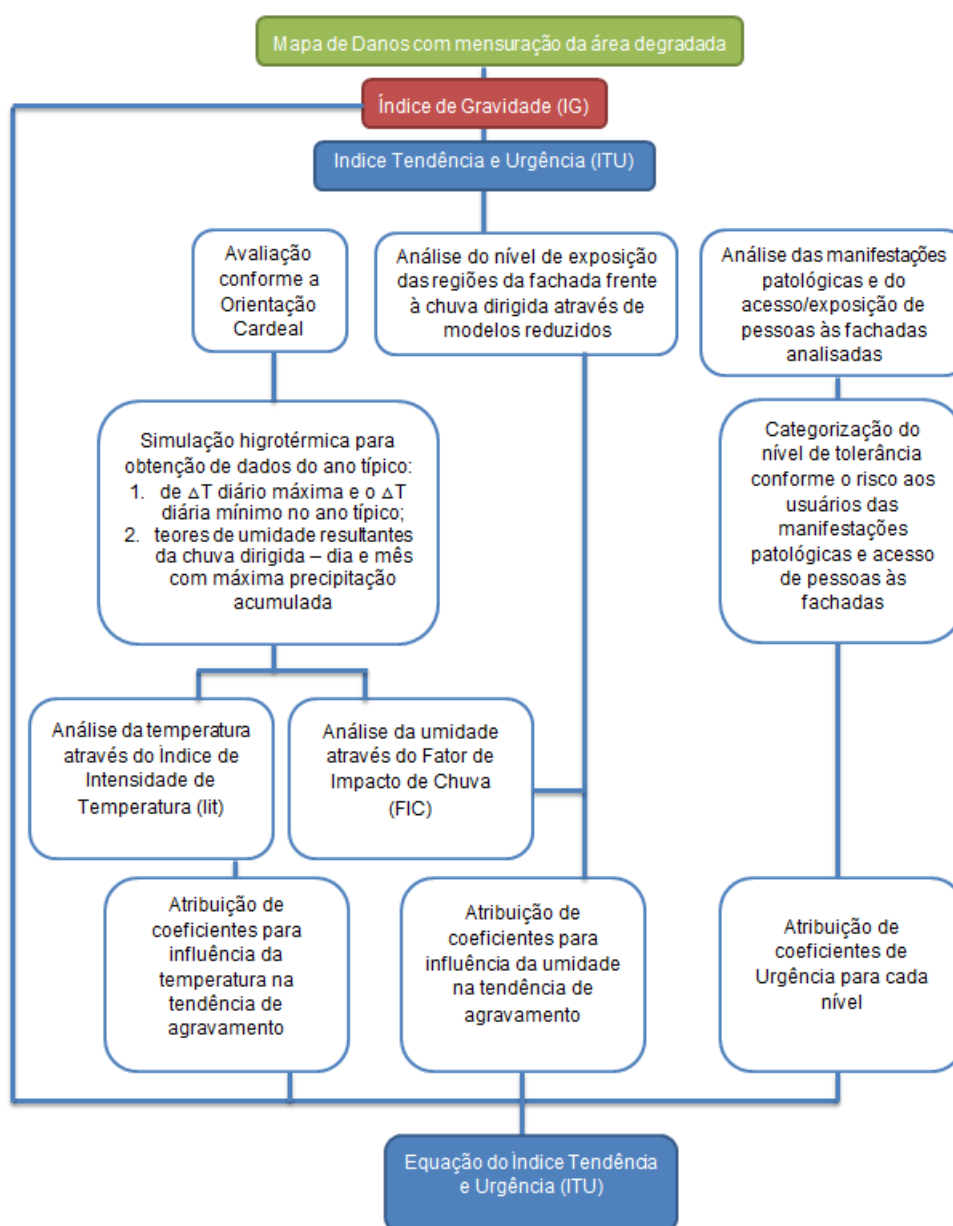 Mapa de Danos com mensuração da área degradada
Índice de Gravidade (IG)
Indice Tendência e Urgência (ITU)
Avaliação
conforme a
Orientação
Cardeal
Análise do nível de exposição
das regiões da fachada frente
à chuva dirigida através de
modelos reduzidos
Análise das manifestações
patológicas e do
acesso/exposição de
pessoas às fachadas
analisadas
Simulação higrotérmica para
obtenção de dados do ano típico:
1. de △T diário máxima e o △T
diária mínimo no ano típico;
2. teores de umidade resultantes
da chuva dirigida – dia e mês
com máxima precipitação
acumulada
Categorização do
nível de tolerância
conforme o risco aos
usuários das
manifestações
patológicas e acesso
de pessoas às
fachadas
Análise da temperatura
através do Índice de
Intensidade de
Temperatura (Iit)
Análise da umidade
através do Fator de
Impacto de Chuva
(FIC)
Atribuição de
coeficientes para
influência da
temperatura na
tendência de
agravamento
Atribuição de
coeficientes para
influência da umidade
na tendência de
agravamento
Atribuição de
coeficientes de
Urgência para cada
nível
Equação do Índice Tendência
e Urgência (ITU)